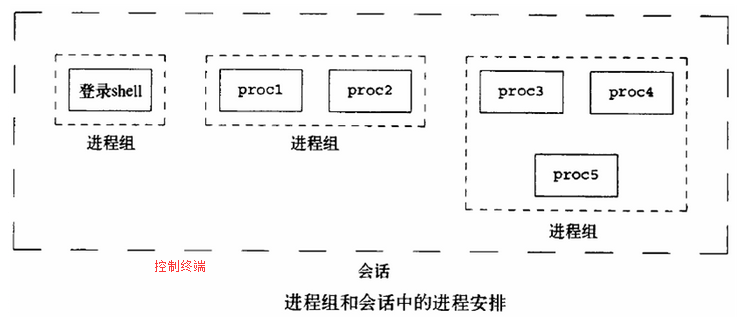 登录shell
proc1
proc2
proc3
proc4
proc5
进程组
进程组
进程组
控制终端
会话
进程组和会话中的进程安排